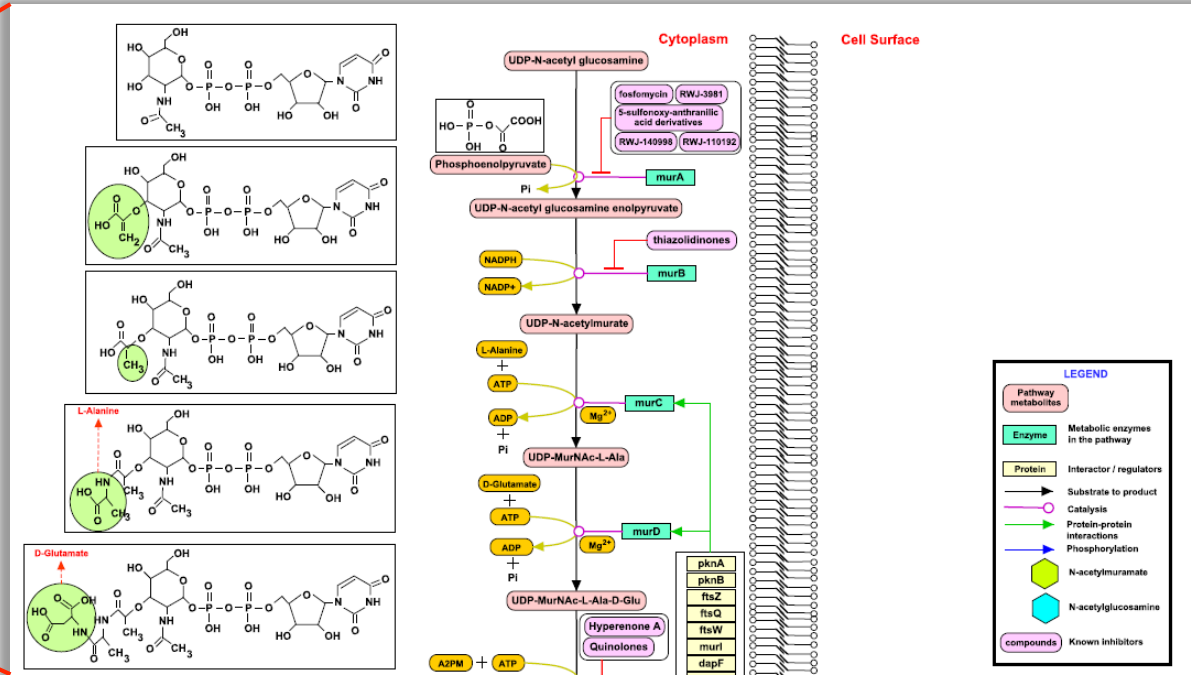 Cytoplasm
Cell Surface
UDP-N-acetyl glucosamine
fosfomycin
RWJ-3981
5-sulfonoxy-anthranilic
acid derivatives
RWJ-140998
RWJ-110192
Phosphoenolpyruvate
murA
Pi
UDP-N-acetyl glucosamine enolpyruvate
thiazolidinones
NADPH
murB
NADP+
UDP-N-acetylmurate
L-Alanine
+
ATP
murC
ADP
Mg2+
+
Pi
UDP-MurNAc-L-Ala
D-Glutamate
+
ATP
murD
ADP
Mg2+
+
Pi
UDP-MurNAc-L-Ala-D-Glu
Hyperenone A
Quinolones
A2PM + ATP
pknA
pknB
ftsZ
ftsQ
ftsW
murI
dapF
L-Alanine
D-Glutamate
LEGEND
Pathway
metabolites
Enzyme
Metabolic enzymes
in the pathway
Protein
Interactor / regulators
Substrate to product
Catalysis
Protein-protein
interactions
Phosphorylation
N-acetylmuramate
N-acetylglucosamine
compounds
Known inhibitors